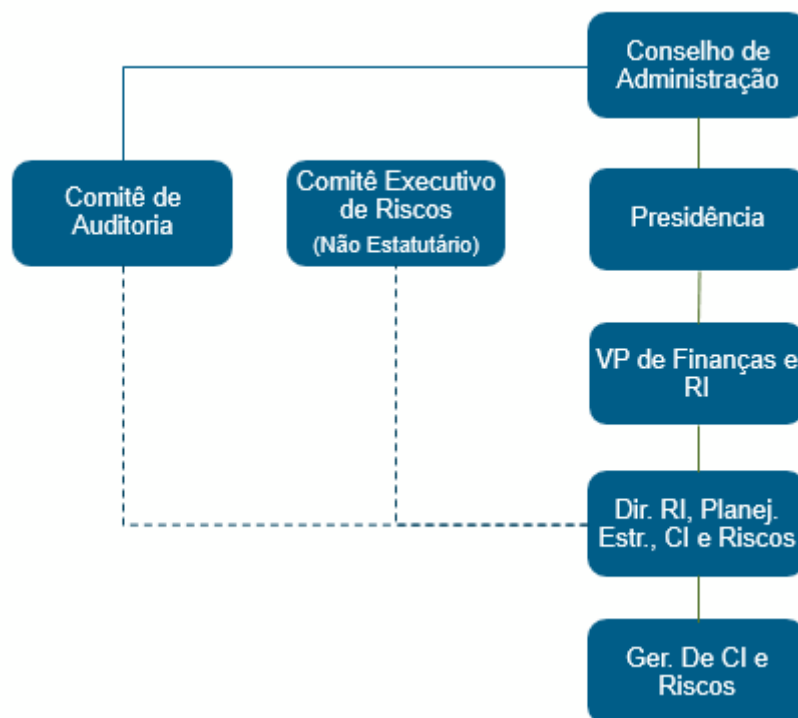 Conselho de
Administração
Comitê de
Auditoria
Comitê Executivo
de Riscos
(Não Estatutário)
Presidência
VP de Finanças e
RI
Dir. RI, Planej.
Estr., CI e Riscos
Ger. De CI e
Riscos